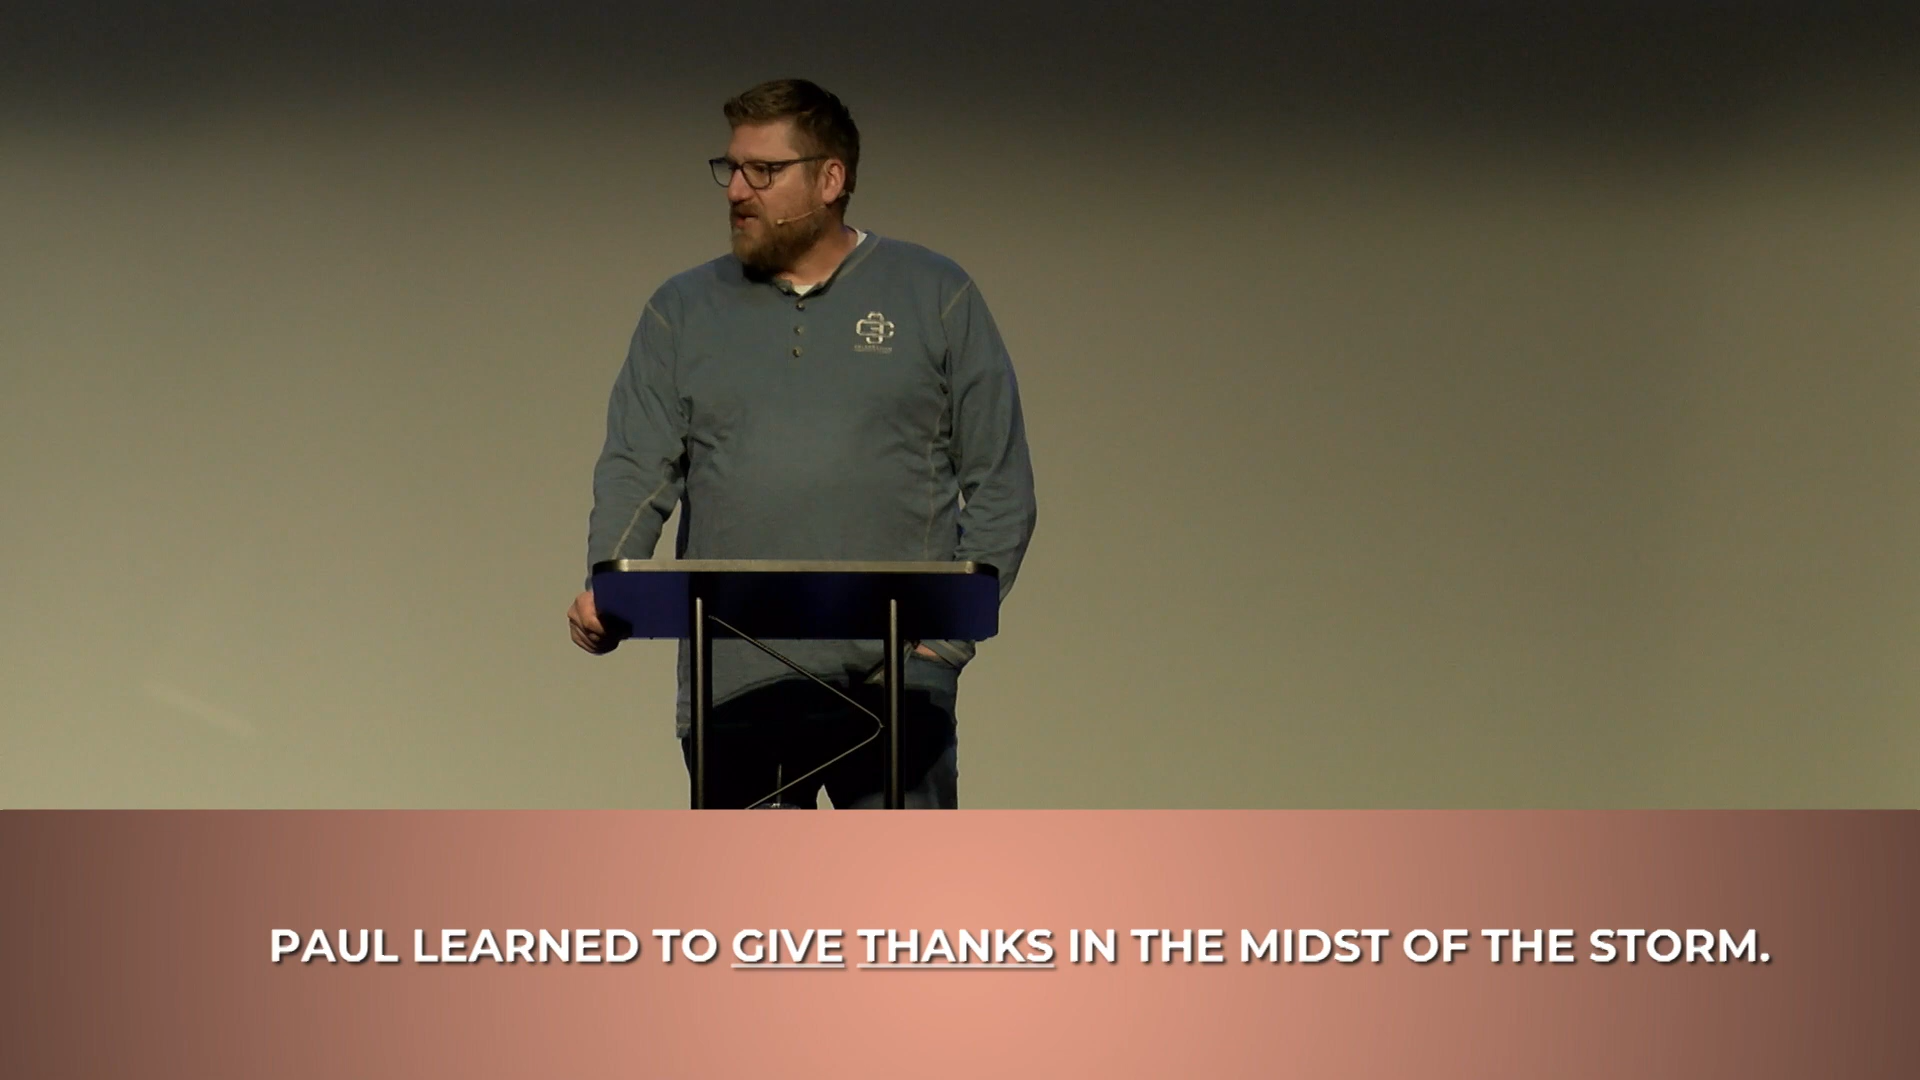 PAUL LEARNED TO GIVE THANKS IN THE MIDST OF THE STORM.